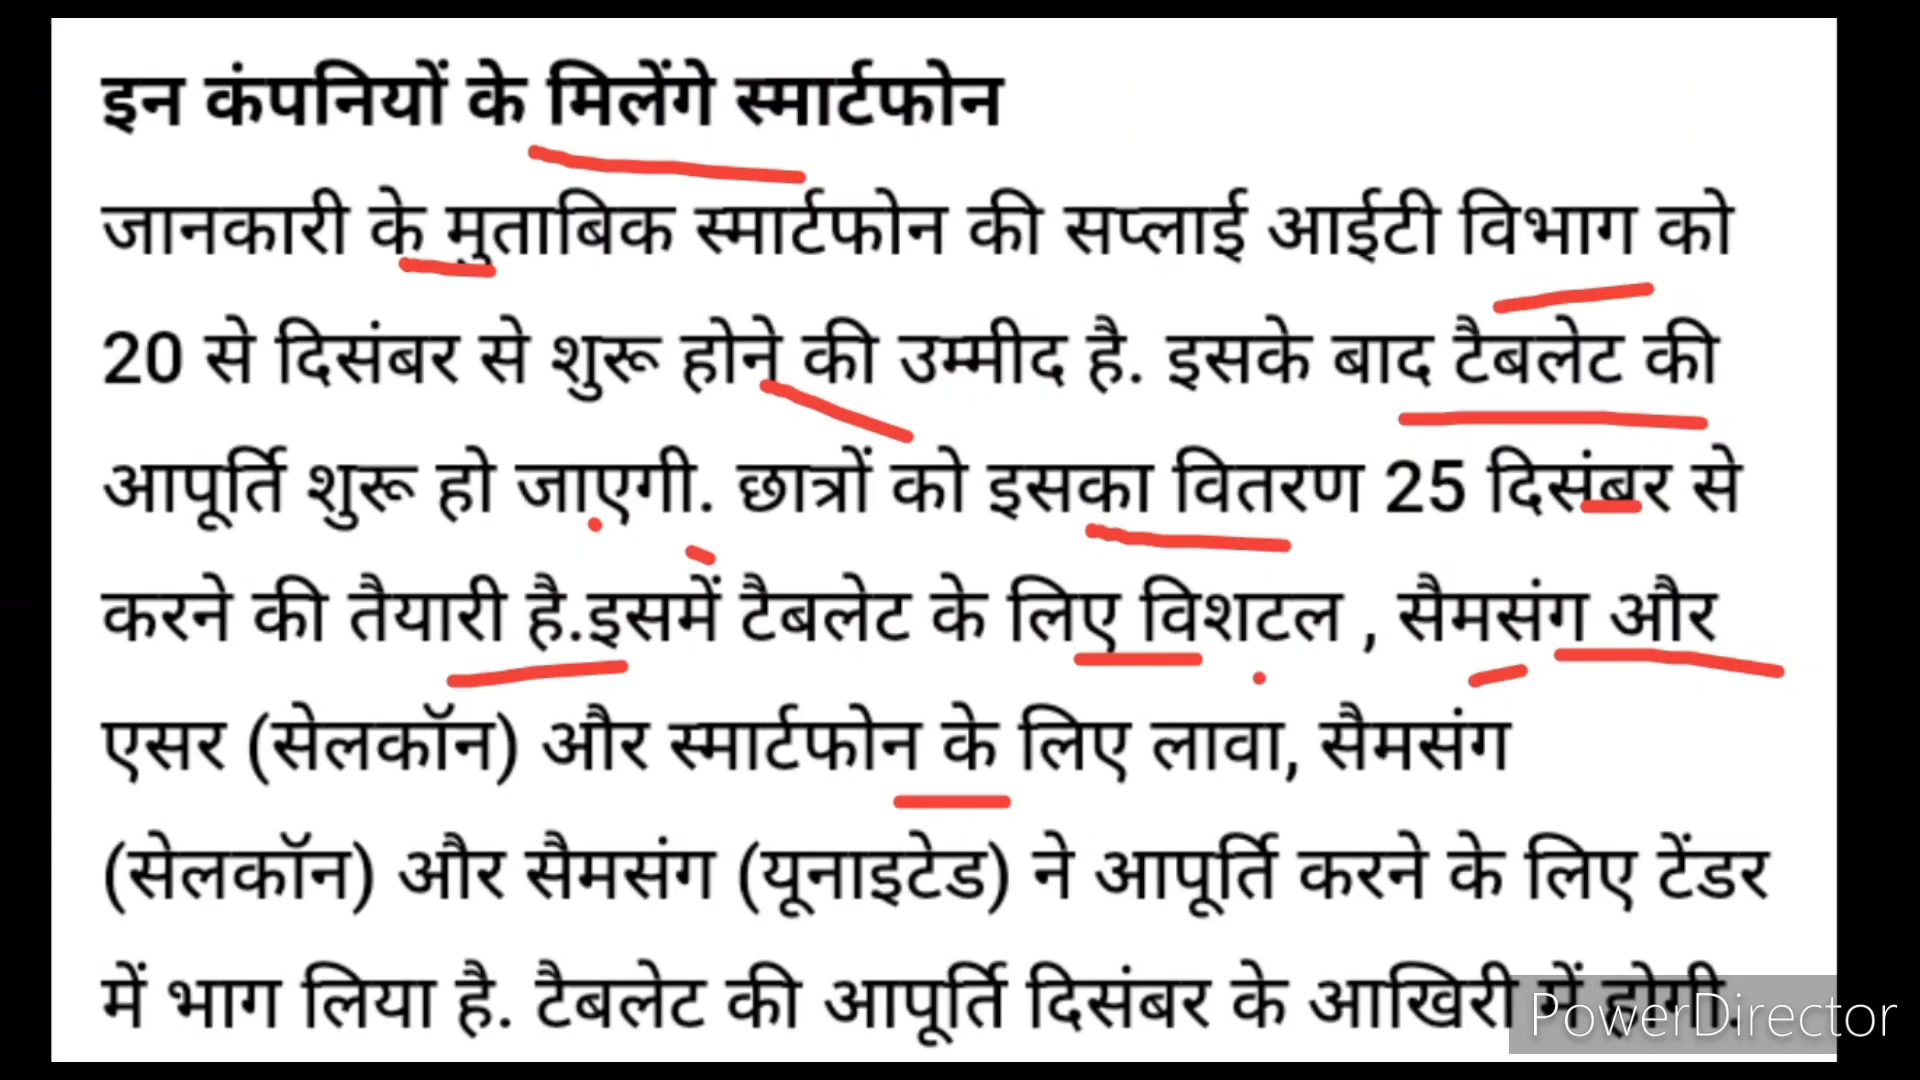 इन कंपनियों के मिलेंगे स्मार्टफोन
जानकारी के मुताबिक स्मार्टफोन की सप्लाई आईटी विभाग को
20 से दिसंबर से शुरू होने की उम्मीद है. इसके बाद टैबलेट की
आपूर्ति शुरू हो जाएगी. छात्रों को इसका वितरण 25 दिसंबर से
करने की तैयारी है.इसमें टैबलेट के लिए विशटल , सैमसंग और
एसर (सेलकॉन) और स्मार्टफोन के लिए लावा, सैमसंग
(सेलकॉन) और सैमसंग (यूनाइटेड) ने आपूर्ति करने के लिए टेंडर
में भाग लिया है. टैबलेट की आपूर्ति दिसंबर के आखिरी में होगी.
PowerDirector